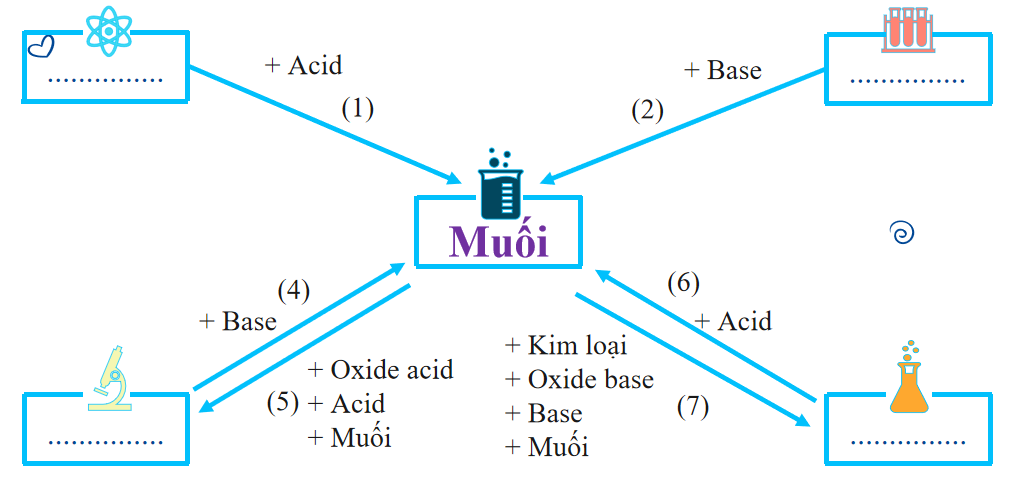 ...............
...............
+ Acid
+ Base
(1)
(2)
Muối
(4)
+ Base
(6)
+ Acid
+ Oxide acid
(5) + Acid
+ Muối
+ Kim loại
+ Oxide base
+ Base
+ Muối
(7)
...............
...............